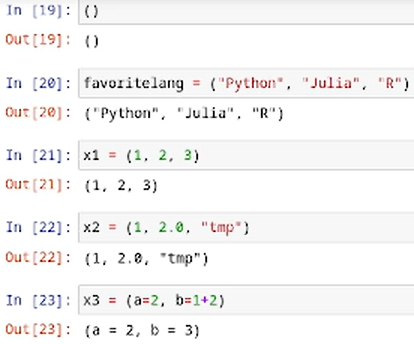 In [19]: ()
Out[19]: ()
In [20]: favoritelang = ("Python", "Julia", "R")
Out[20]: ("Python", "Julia", "R")
In [21]: x1 = (1, 2, 3)
Out[21]: (1, 2, 3)
In [22]: x2 = (1, 2.0, "tmp")
Out[22]: (1, 2.0, "tmp")
In [23]: x3 = (a=2, b=1+2)
Out[23]: (a = 2, b = 3)